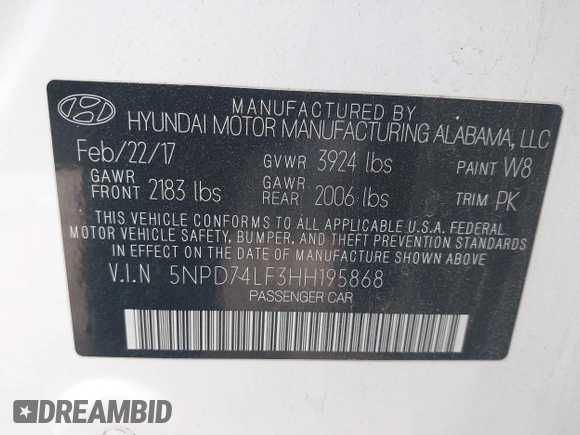 MANUFACTURED BY
HYUNDAI MOTOR MANUFACTURING ALABAMA, LLC
Feb/22/17 GVWR 3924 lbs PAINT W8
GAWR FRONT 2183 lbs GAWR REAR 2006 lbs TRIM PK
THIS VEHICLE CONFORMS TO ALL APPLICABLE U.S.A. FEDERAL
MOTOR VEHICLE SAFETY, BUMPER, AND THEFT PREVENTION STANDARDS
IN EFFECT ON THE DATE OF MANUFACTURE SHOWN ABOVE.
V.I.N 5NPD74LF3HH195868
PASSENGER CAR
DREAMBID